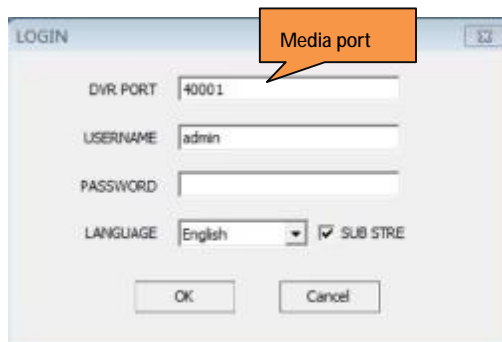 LOGIN
Media port
DVR PORT 40001
USERNAME admin
PASSWORD
LANGUAGE English SUB STRE
OK Cancel